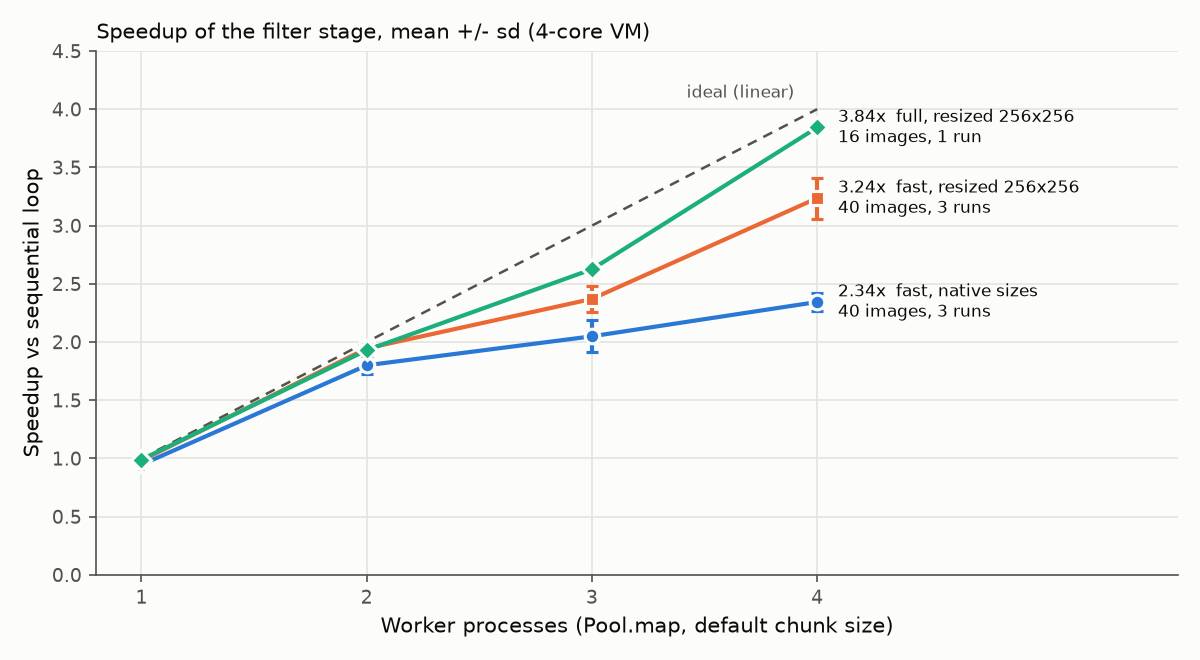 Speedup of the filter stage, mean +/- sd (4-core VM)
4.5
4.0
3.5
3.0
2.5
2.0
1.5
1.0
0.5
0.0
Speedup vs sequential loop
ideal (linear)
3.84x  full, resized 256x256
16 images, 1 run
3.24x  fast, resized 256x256
40 images, 3 runs
2.34x  fast, native sizes
40 images, 3 runs
1
2
3
4
Worker processes (Pool.map, default chunk size)